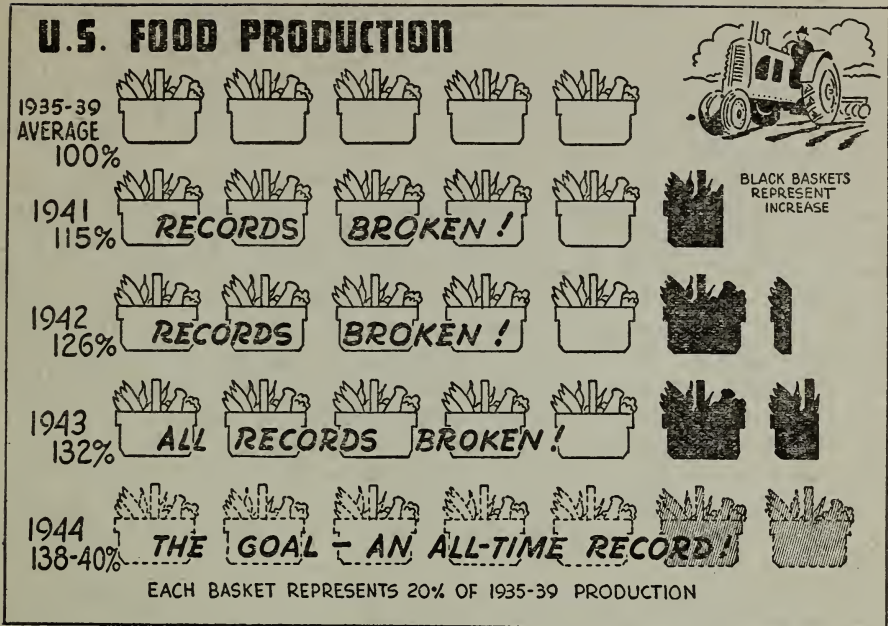 U.S. FOOD PRODUCTION
1935-39
AVERAGE
100%
BLACK BASKETS
REPRESENT
INCREASE
1941
115%
RECORDS BROKEN!
1942
126%
RECORDS BROKEN!
1943
132%
ALL RECORDS BROKEN!
1944
138-40%
THE GOAL - AN ALL-TIME RECORD!
EACH BASKET REPRESENTS 20% OF 1935-39 PRODUCTION